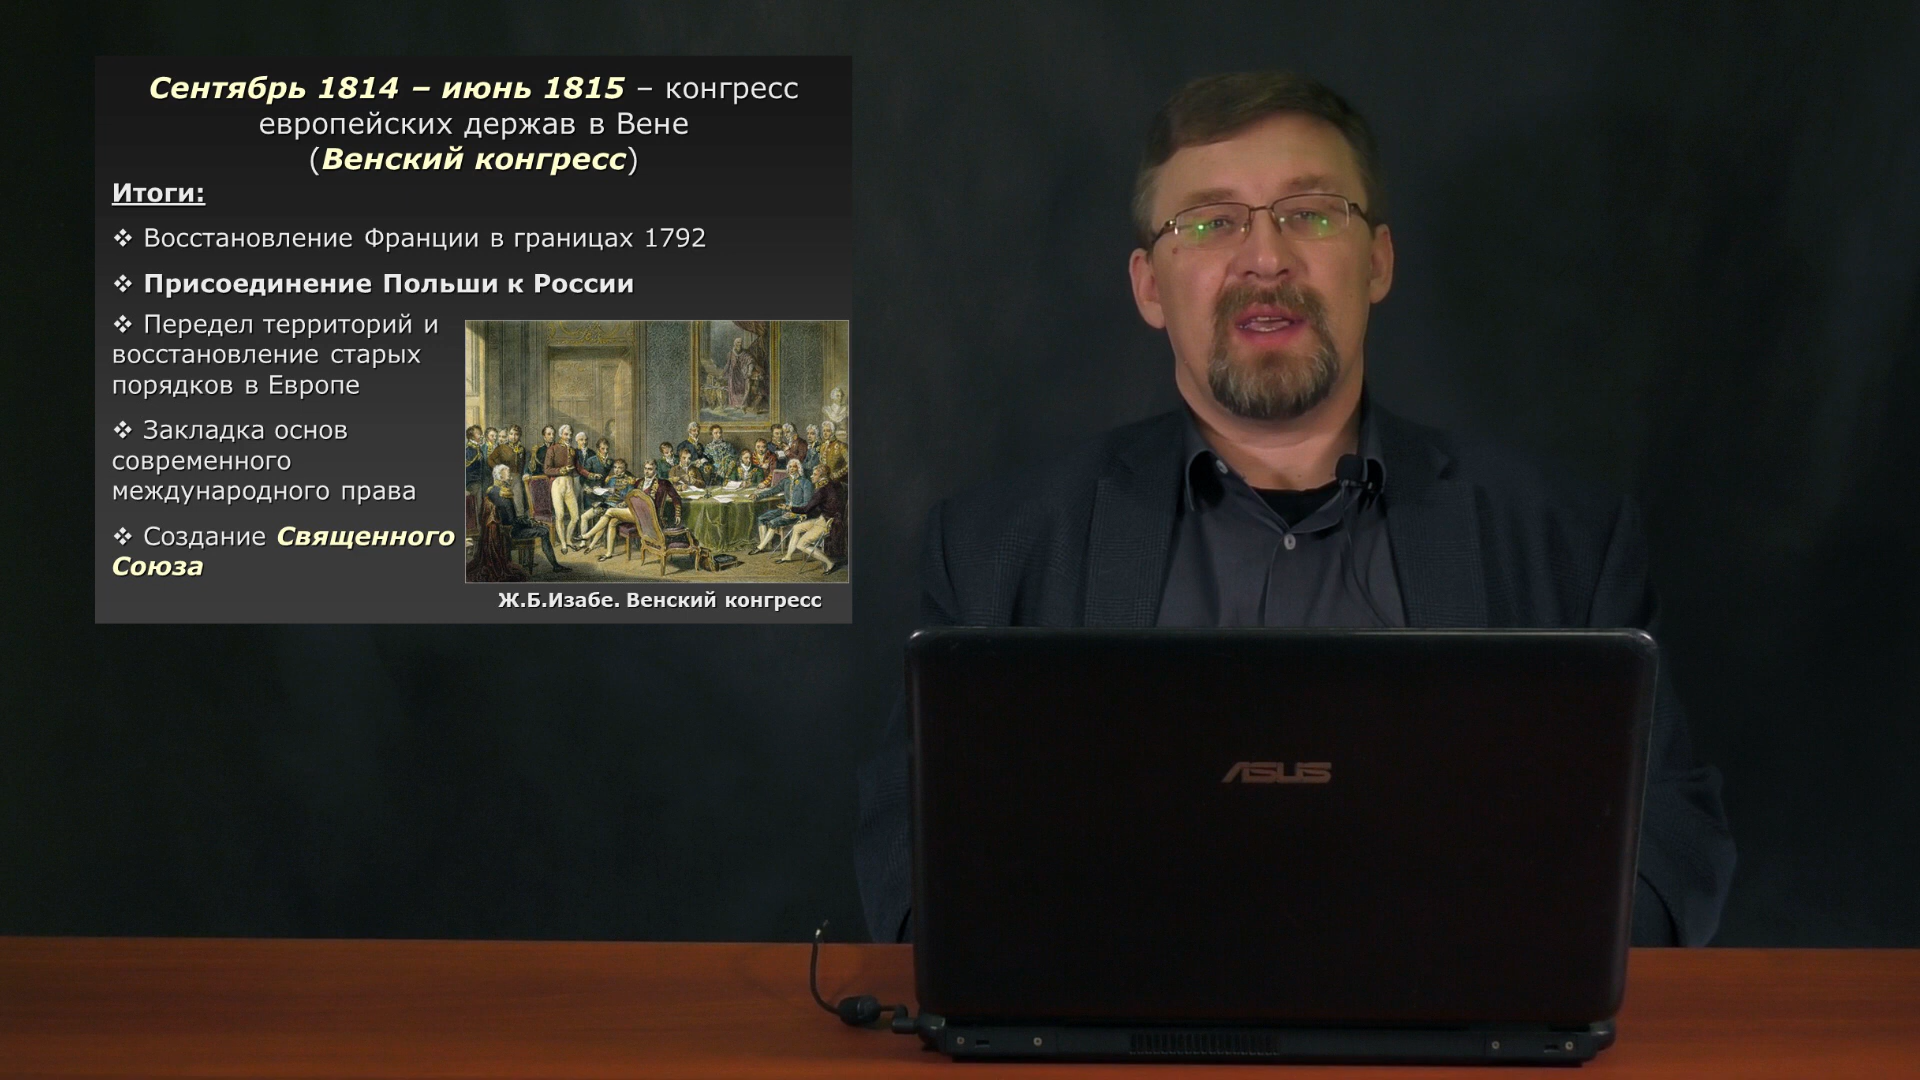 Сентябрь 1814 – июнь 1815 – конгресс
европейских держав в Вене
(Венский конгресс)
Итоги:
❖ Восстановление Франции в границах 1792
❖ Присоединение Польши к России
❖ Передел территорий и
восстановление старых
порядков в Европе
❖ Закладка основ
современного
международного права
❖ Создание Священного
Союза
Ж.Б.Изабе. Венский конгресс
ASUS